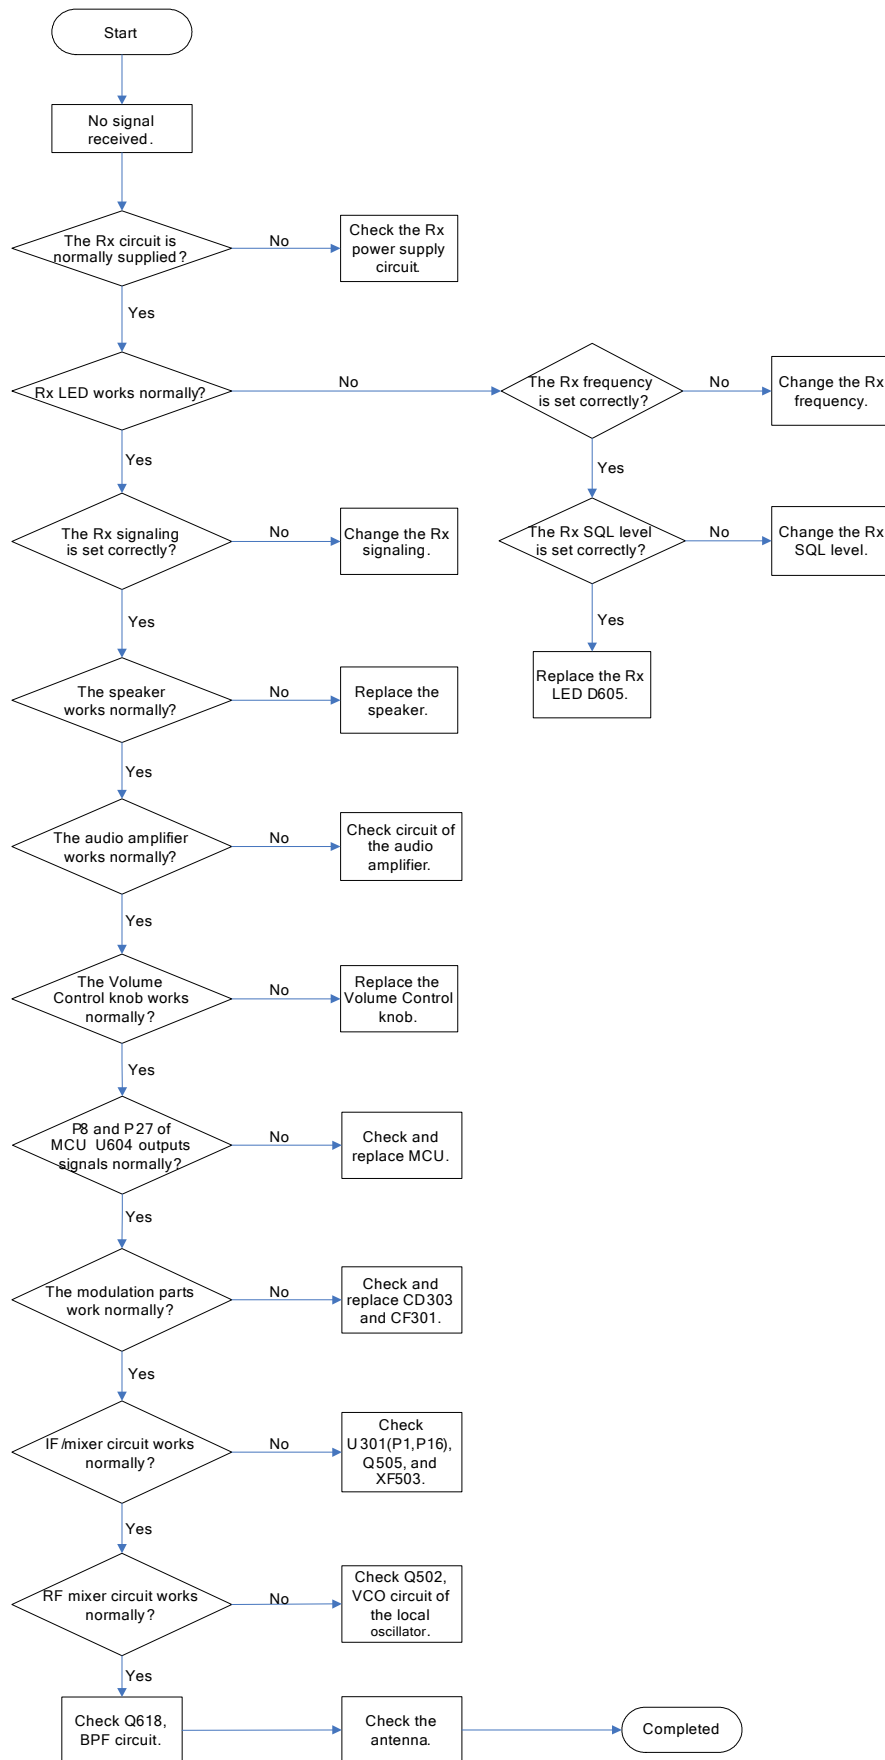 Start
No signal
received.
The Rx circuit is
normally supplied?
No
Check the Rx
power supply
circuit.
Yes
Rx LED works normally?
No
The Rx frequency
is set correctly?
No
Change the Rx
frequency.
Yes
Yes
The Rx signaling
is set correctly?
No
Change the Rx
signaling.
The Rx SQL level
is set correctly?
No
Change the Rx
SQL level.
Yes
Yes
Replace the Rx
LED D605.
The speaker
works normally?
No
Replace the
speaker.
Yes
The audio amplifier
works normally?
No
Check circuit of
the audio
amplifier.
Yes
The Volume
Control knob works
normally?
No
Replace the
Volume Control
knob.
Yes
P8 and P27 of
MCU U604 outputs
signals normally?
No
Check and
replace MCU.
Yes
The modulation parts
work normally?
No
Check and
replace CD303
and CF301.
Yes
IF/mixer circuit works
normally?
No
Check
U301(P1,P16),
Q505, and
XF503.
Yes
RF mixer circuit works
normally?
No
Check Q502,
VCO circuit of
the local
oscillator.
Yes
Check Q618,
BPF circuit.
Check the
antenna.
Completed